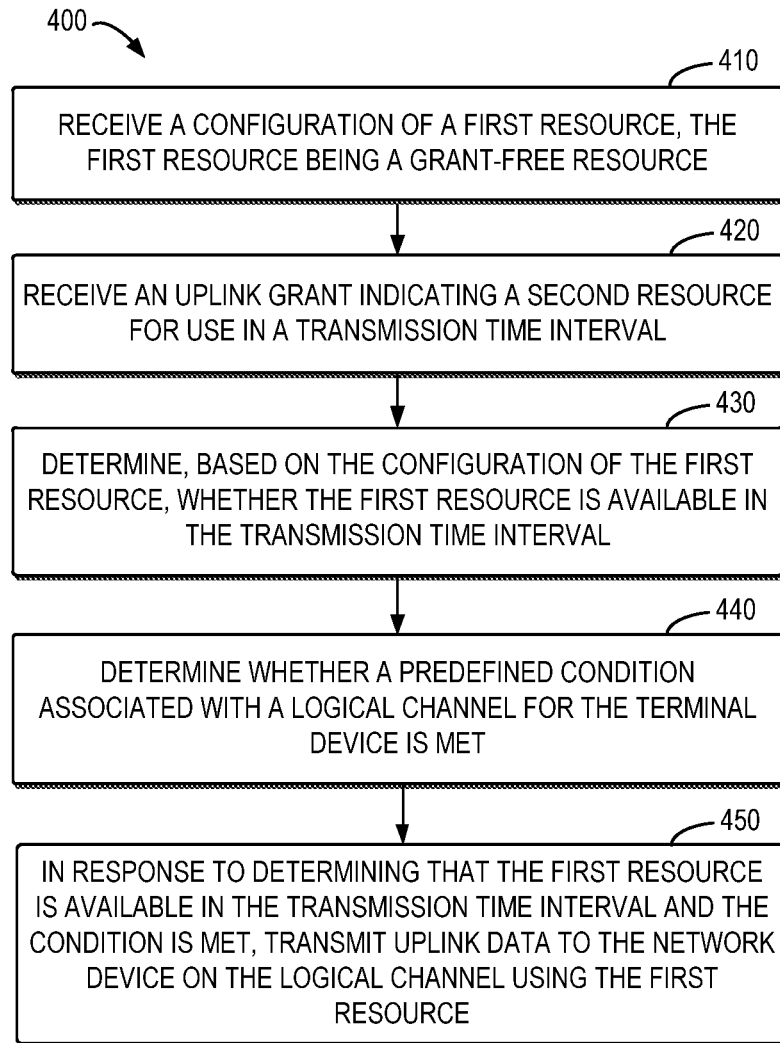 400
410
RECEIVE A CONFIGURATION OF A FIRST RESOURCE, THE
FIRST RESOURCE BEING A GRANT-FREE RESOURCE
420
RECEIVE AN UPLINK GRANT INDICATING A SECOND RESOURCE
FOR USE IN A TRANSMISSION TIME INTERVAL
430
DETERMINE, BASED ON THE CONFIGURATION OF THE FIRST
RESOURCE, WHETHER THE FIRST RESOURCE IS AVAILABLE IN
THE TRANSMISSION TIME INTERVAL
440
DETERMINE WHETHER A PREDEFINED CONDITION
ASSOCIATED WITH A LOGICAL CHANNEL FOR THE TERMINAL
DEVICE IS MET
450
IN RESPONSE TO DETERMINING THAT THE FIRST RESOURCE
IS AVAILABLE IN THE TRANSMISSION TIME INTERVAL AND THE
CONDITION IS MET, TRANSMIT UPLINK DATA TO THE NETWORK
DEVICE ON THE LOGICAL CHANNEL USING THE FIRST
RESOURCE